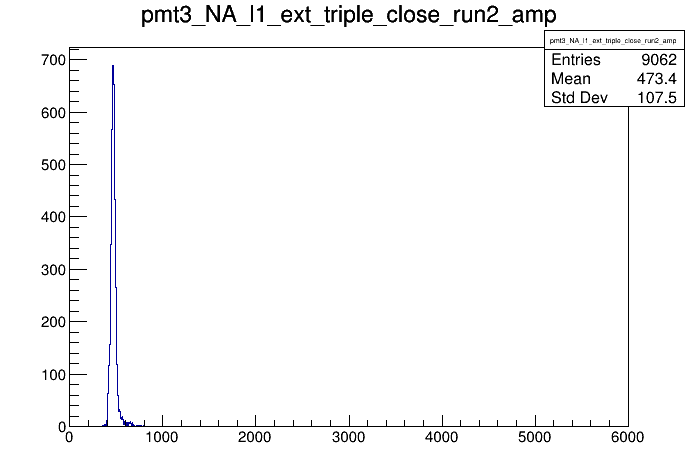 pmt3_NA_l1_ext_triple_close_run2_amp
pmt3_NA_l1_ext_triple_close_run2_amp
Entries 9062
Mean 473.4
Std Dev 107.5
700
600
500
400
300
200
100
0
0 1000 2000 3000 4000 5000 6000